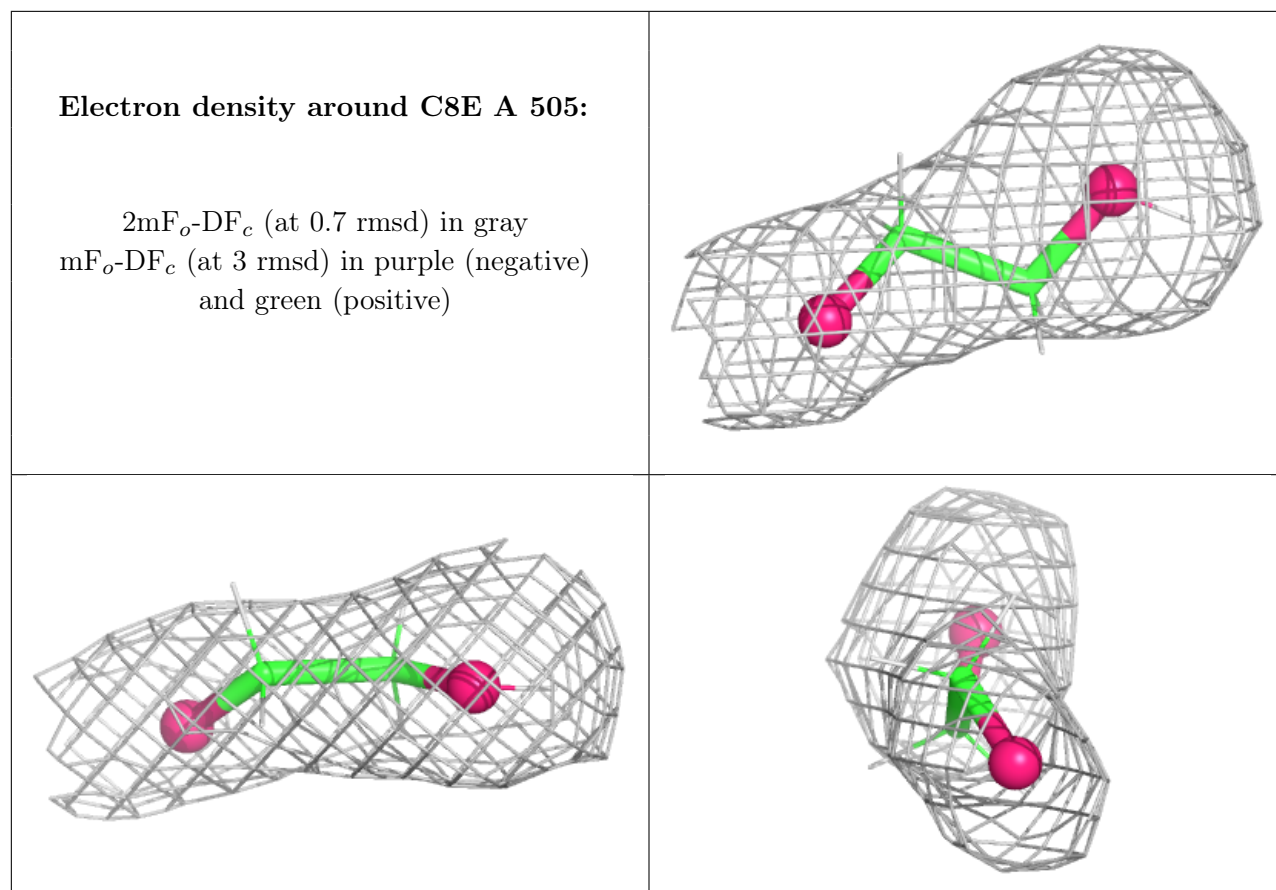 Electron density around C8E A 505:
2mFo-DFc (at 0.7 rmsd) in gray
mFo-DFc (at 3 rmsd) in purple (negative)
and green (positive)